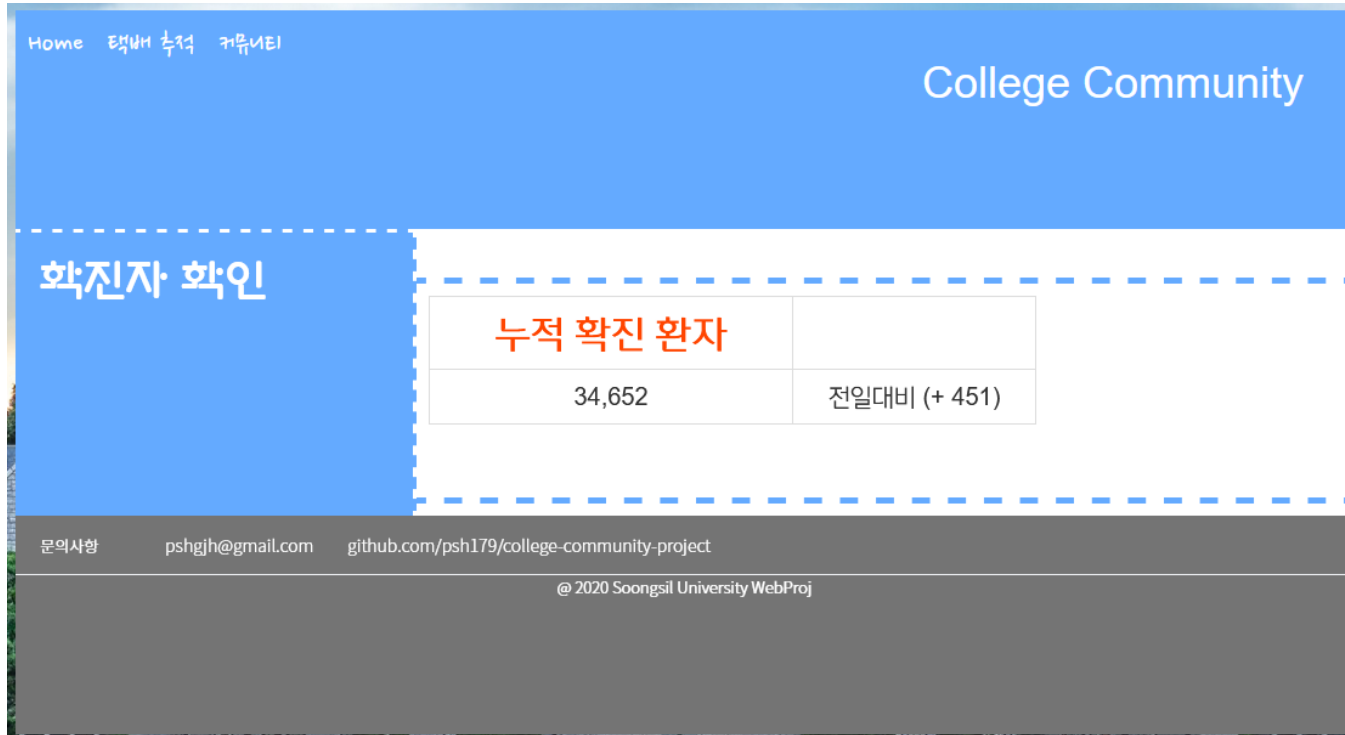 Home 택배 추적 커뮤니티
College Community
확진자 확인
누적 확진 환자
34,652 전일대비 (+ 451)
문의사항 pshgjh@gmail.com github.com/psh179/college-community-project
@ 2020 Soongsil University WebProj